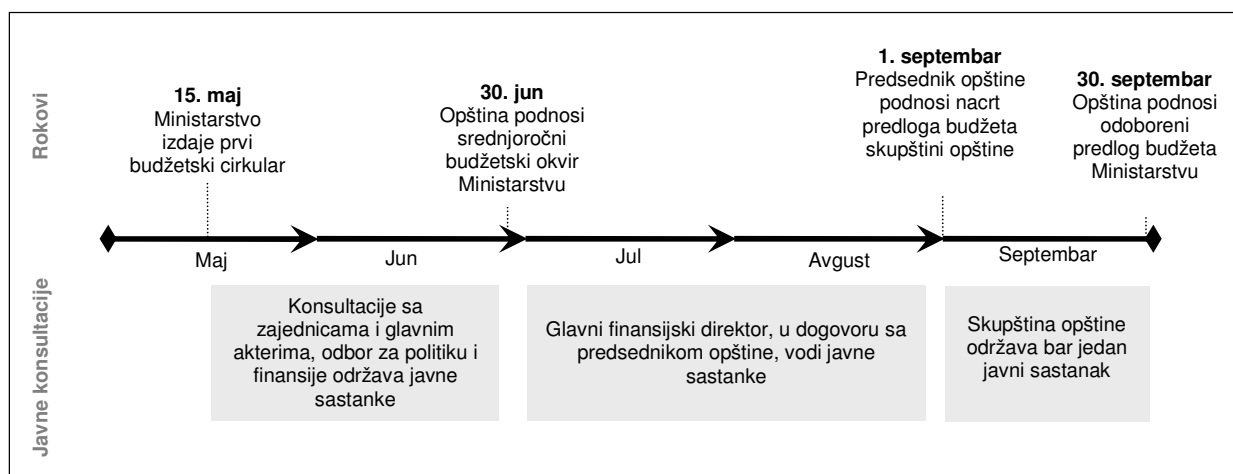 Rokovi
15. maj
Ministarstvo
izdaje prvi
budžetski cirkular
30. jun
Opština podnosi
srednjoročni
budžetski okvir
Ministarstvu
1. septembar
Predsednik opštine
podnosi nacrt
predloga budžeta
skupštini opštine
30. septembar
Opština podnosi
odoboreni
predlog budžeta
Ministarstvu
Maj
Jun
Jul
Avgust
Septembar
Javne konsultacije
Konsultacije sa
zajednicama i glavnim
akterima, odbor za politiku i
finansije održava javne
sastanke
Glavni finansijski direktor, u dogovoru sa
predsednikom opštine, vodi javne
sastanke
Skupština opštine
održava bar jedan
javni sastanak